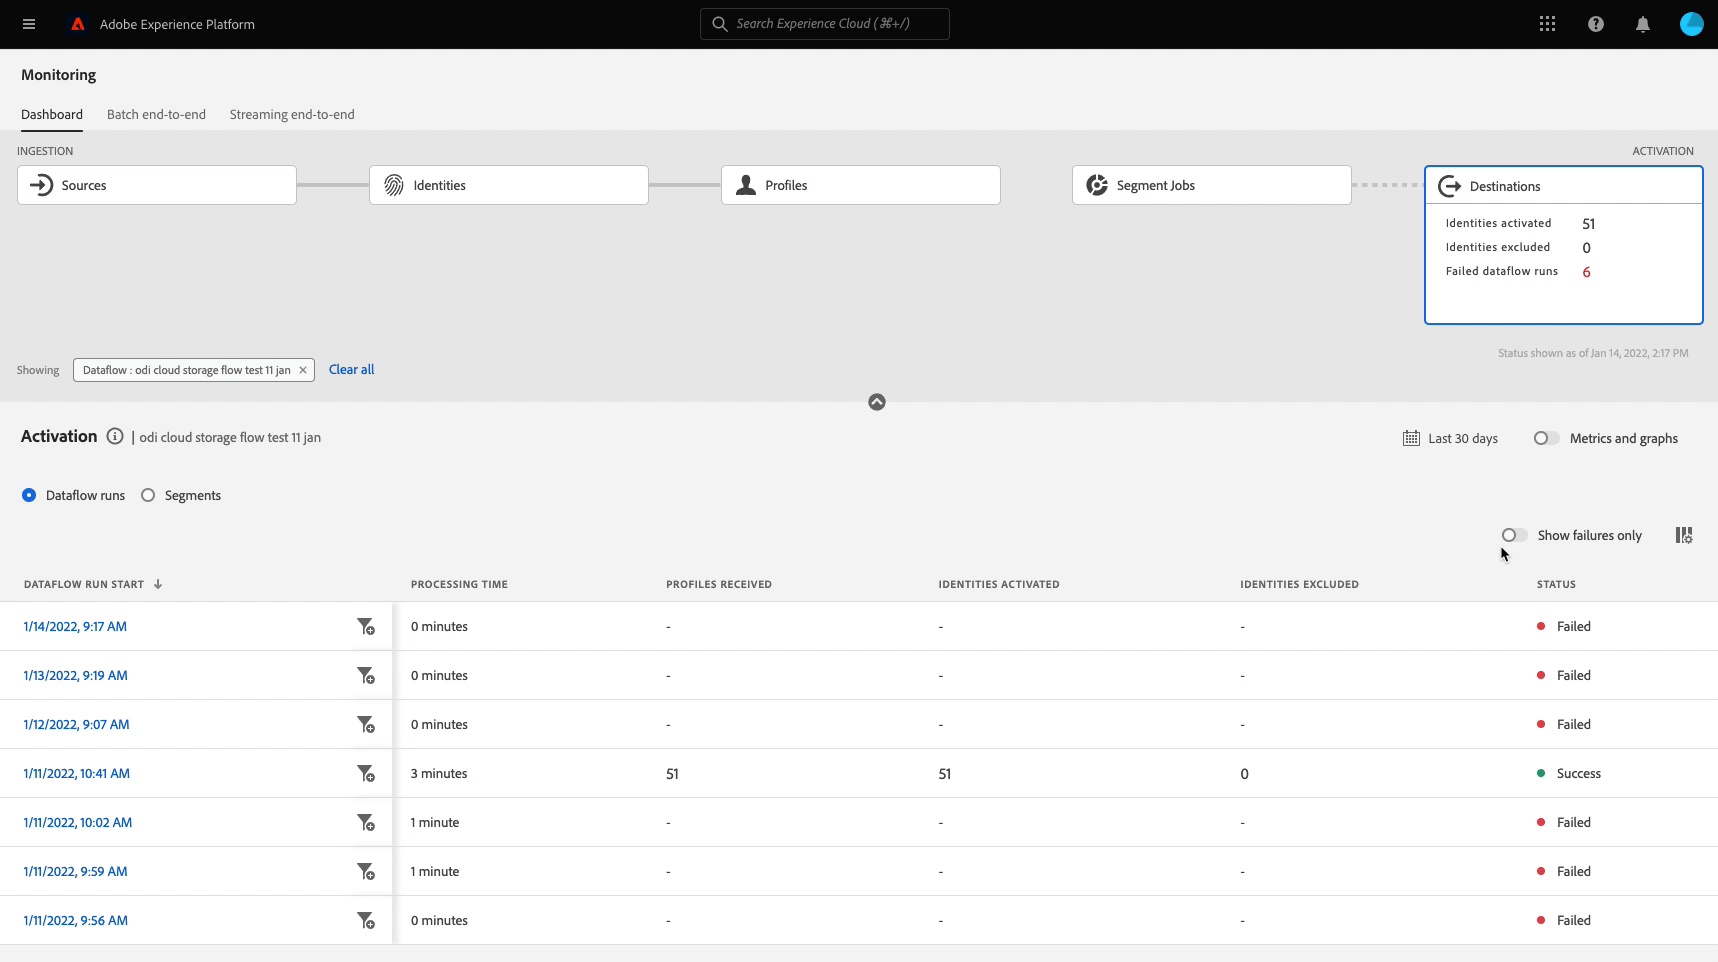 Adobe Experience Platform
Search Experience Cloud (⌘+/)
Monitoring
Dashboard Batch end-to-end Streaming end-to-end
INGESTION ACTIVATION
Sources Identities Profiles Segment Jobs Destinations
Identities activated 51
Identities excluded 0
Failed dataflow runs 6
Status shown as of Jan 14, 2022, 2:17 PM
Showing Dataflow : odi cloud storage flow test 11 jan × Clear all
Activation | odi cloud storage flow test 11 jan Last 30 days Metrics and graphs
Dataflow runs Segments
Show failures only
DATAFLOW RUN START ↓ PROCESSING TIME PROFILES RECEIVED IDENTITIES ACTIVATED IDENTITIES EXCLUDED STATUS
1/14/2022, 9:17 AM 0 minutes - - - Failed
1/13/2022, 9:19 AM 0 minutes - - - Failed
1/12/2022, 9:07 AM 0 minutes - - - Failed
1/11/2022, 10:41 AM 3 minutes 51 51 0 Success
1/11/2022, 10:02 AM 1 minute - - - Failed
1/11/2022, 9:59 AM 1 minute - - - Failed
1/11/2022, 9:56 AM 0 minutes - - - Failed